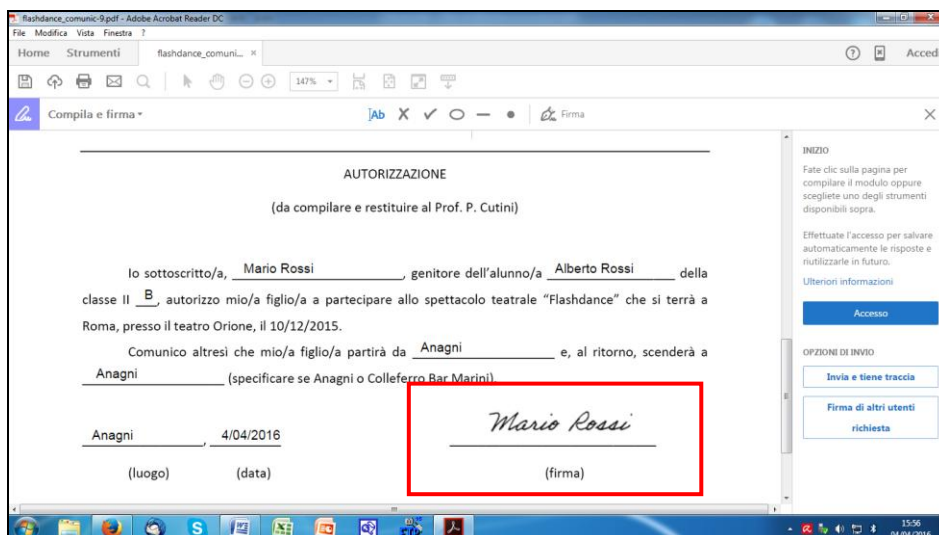 flashdance_comunic-9.pdf - Adobe Acrobat Reader DC
File Modifica Vista Finestra ?
Home Strumenti flashdance_comuni... × Acced
147%
Compila e firma Ab Firma
INIZIO
Fate clic sulla pagina per
compilare il modulo oppure
scegliete uno degli strumenti
disponibili sopra.
Effettuate l'accesso per salvare
automaticamente le risposte e
riutilizzarle in futuro.
Ulteriori informazioni
Accesso
OPZIONI DI INVIO
Invia e tiene traccia
Firma di altri utenti
richiesta
AUTORIZZAZIONE
(da compilare e restituire al Prof. P. Cutini)
Io sottoscritto/a, Mario Rossi, genitore dell'alunno/a Alberto Rossi della
classe II B, autorizzo mio/a figlio/a a partecipare allo spettacolo teatrale “Flashdance” che si terrà a
Roma, presso il teatro Orione, il 10/12/2015.
Comunico altresì che mio/a figlio/a partirà da Anagni e, al ritorno, scenderà a
Anagni (specificare se Anagni o Colleferro Bar Marini).
Mario Rossi
Anagni, 4/04/2016
(luogo) (data) (firma)
15:56
04/04/2016